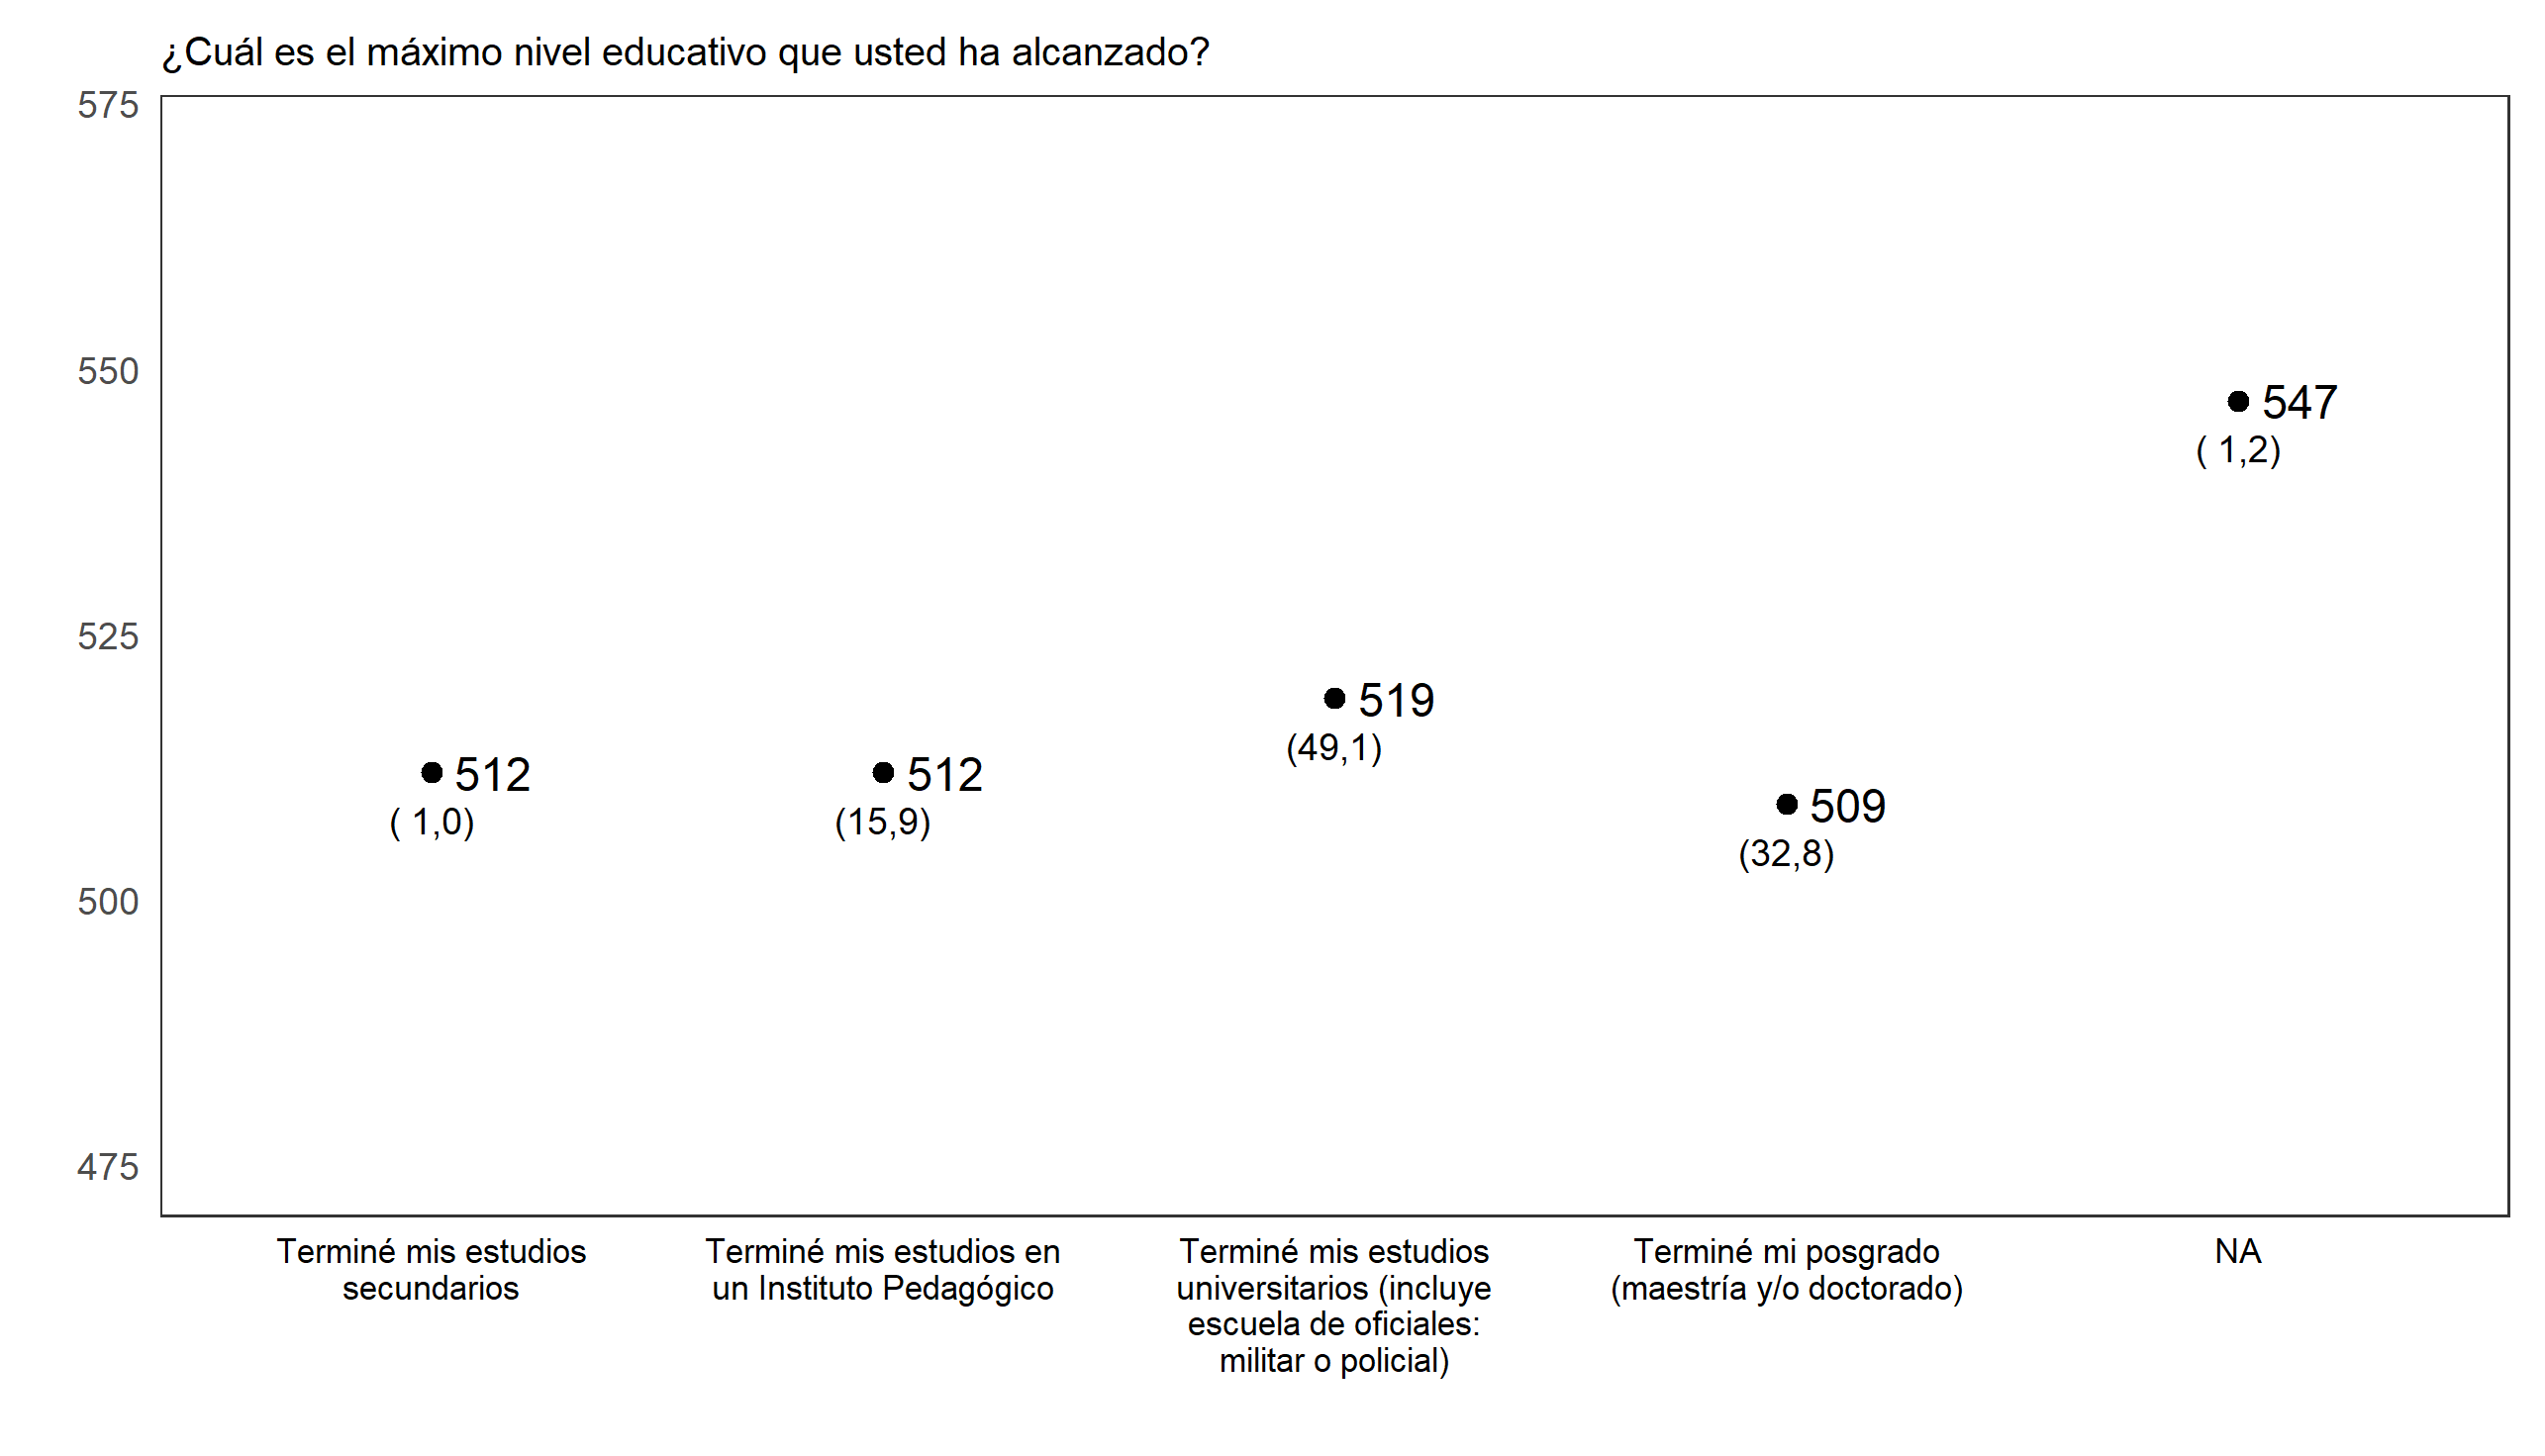 ¿Cuál es el máximo nivel educativo que usted ha alcanzado?
575
550
525
500
475
547
( 1,2)
519
(49,1)
512
( 1,0)
512
(15,9)
509
(32,8)
Terminé mis estudios
secundarios
Terminé mis estudios en
un Instituto Pedagógico
Terminé mis estudios
universitarios (incluye
escuela de oficiales:
militar o policial)
Terminé mi posgrado
(maestría y/o doctorado)
NA